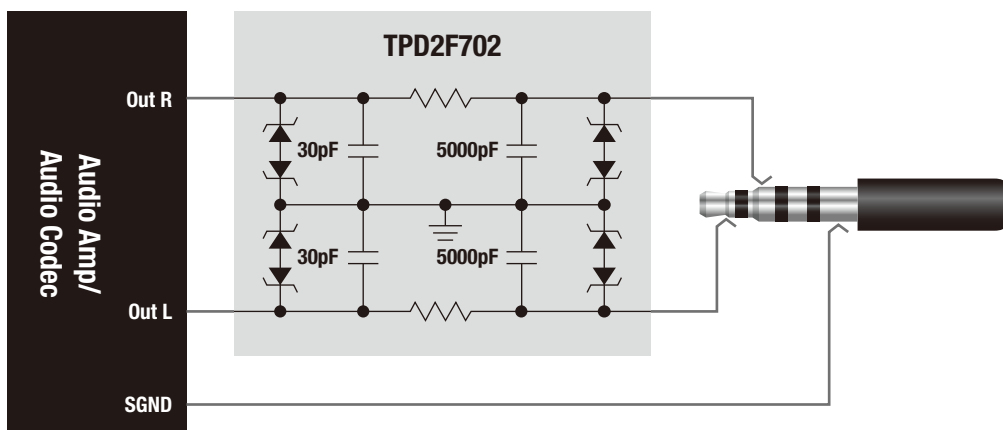 TPD2F702
Out R
30pF
5000pF
Audio Amp/
Audio Codec
30pF
5000pF
Out L
SGND